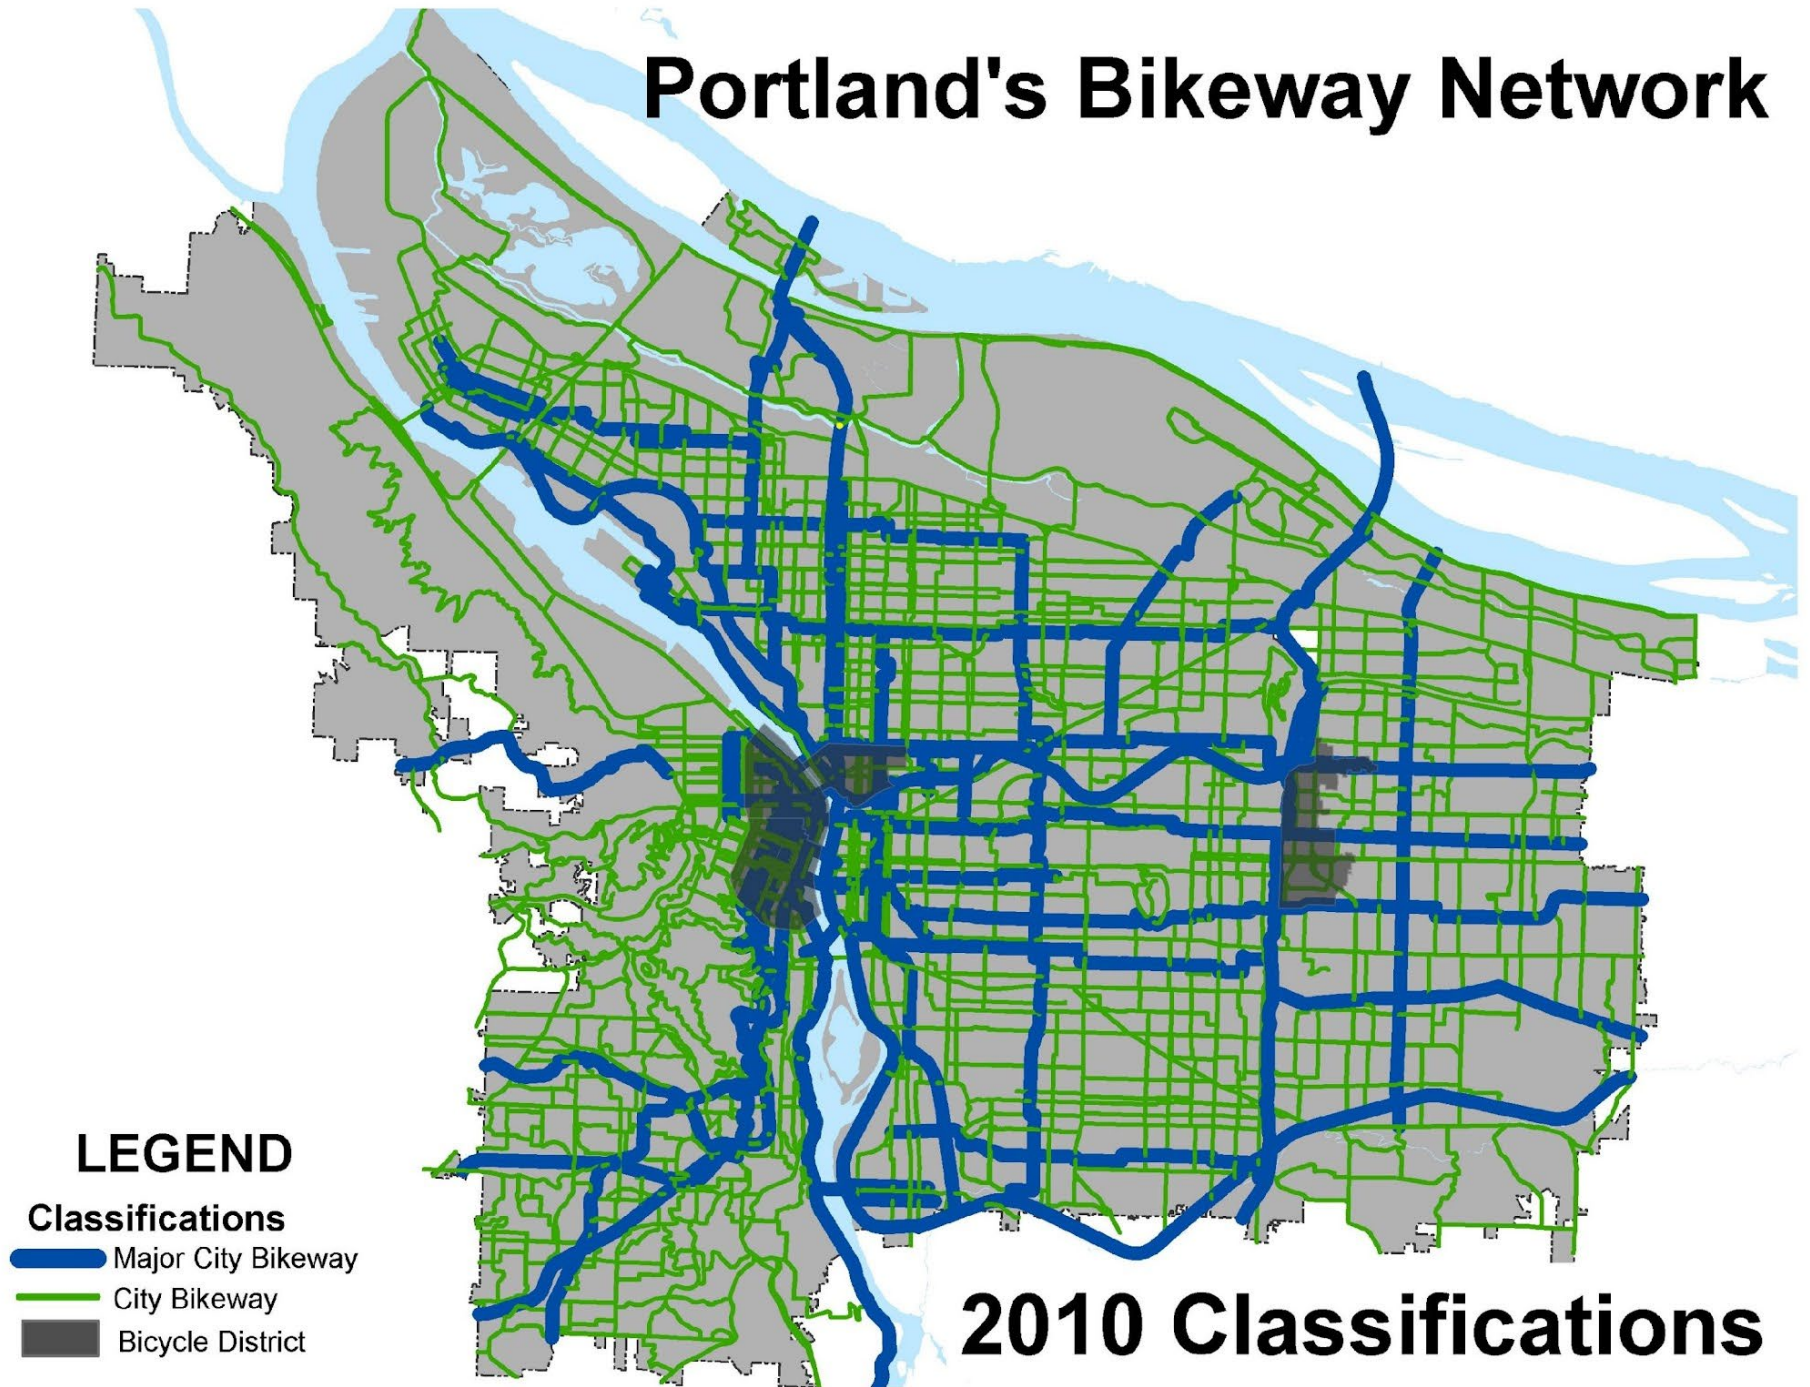 Portland's Bikeway Network
LEGEND
Classifications
Major City Bikeway
City Bikeway
Bicycle District
2010 Classifications